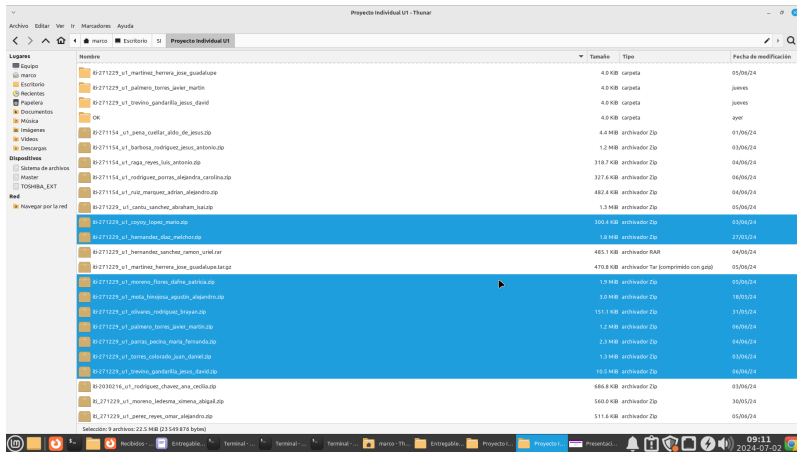 Proyecto Individual U1 - Thunar
Archivo Editar Ver Ir Marcadores Ayuda
marco Escritorio SI Proyecto Individual U1
Lugares
Equipo
marco
Escritorio
Recientes
Papelera
Documentos
Música
Imágenes
Vídeos
Descargas
Dispositivos
Sistema de archivos
Master
TOSHIBA_EXT
Red
Navegar por la red
Nombre Tamaño Tipo Fecha de modificación
iti-271229_u1_martinez_herrera_jose_guadalupe 4.0 KiB carpeta 05/06/24
iti-271229_u1_palmero_torres_javier_martin 4.0 KiB carpeta jueves
iti-271229_u1_trevino_gandarilla_jesus_david 4.0 KiB carpeta jueves
OK 4.0 KiB carpeta ayer
iti-271154 _u1_pena_cuellar_aldo_de_jesus.zip 4.4 MiB archivador Zip 01/06/24
iti-271154_u1_barbosa_rodriguez_jesus_antonio.zip 1.2 MiB archivador Zip 03/06/24
iti-271154_u1_raga_reyes_luis_antonio.zip 318.7 KiB archivador Zip 04/06/24
iti-271154_u1_rodriguez_porras_alejandra_carolina.zip 327.6 KiB archivador Zip 06/06/24
iti-271154_u1_ruiz_marquez_adrian_alejandro.zip 482.4 KiB archivador Zip 04/06/24
iti-271229_ u1_cantu_sanchez_abraham_isai.zip 1.3 MiB archivador Zip 05/06/24
iti-271229_u1_coyoy_lopez_mario.zip 300.4 KiB archivador Zip 03/06/24
iti-271229_u1_hernandez_dias_melchor.zip 1.8 MiB archivador Zip 27/05/24
iti-271229_u1_hernandez_sanchez_ramon_uriel.rar 485.1 KiB archivador RAR 04/06/24
iti-271229_u1_martinez_herrera_jose_guadalupe.tar.gz 470.8 KiB archivador Tar (comprimido con gzip) 05/06/24
iti-271229_u1_moreno_flores_dafne_patricia.zip 1.9 MiB archivador Zip 05/06/24
iti-271229_u1_mota_hinojosa_agustin_alejandro.zip 3.0 MiB archivador Zip 18/05/24
iti-271229_u1_olivares_rodriguez_brayan.zip 151.1 KiB archivador Zip 31/05/24
iti-271229_u1_palmero_torres_javier_martin.zip 1.2 MiB archivador Zip 06/06/24
iti-271229_u1_parras_pecina_maria_fernanda.zip 2.3 MiB archivador Zip 04/06/24
iti-271229_u1_torres_colorado_juan_daniel.zip 1.3 MiB archivador Zip 03/06/24
iti-271229_u1_trevino_gandarilla_jesus_david.zip 10.5 MiB archivador Zip 06/06/24
iti-2030216_u1_rodriguez_chavez_ana_cecilia.zip 686.8 KiB archivador Zip 03/06/24
iti_271229_u1_moreno_ledesma_ximena_abigail.zip 560.0 KiB archivador Zip 30/05/24
iti_271229_u1_perez_reyes_omar_alejandro.zip 511.6 KiB archivador Zip 05/06/24
Selección: 9 archivos: 22.5 MiB (23 549 876 bytes)
Recibidos - ... Entregable... Terminal - ... Terminal - ... Terminal - ... marco - Th... Entregable... Proyecto I... Proyecto I... Presentaci...
09:11
2024-07-02